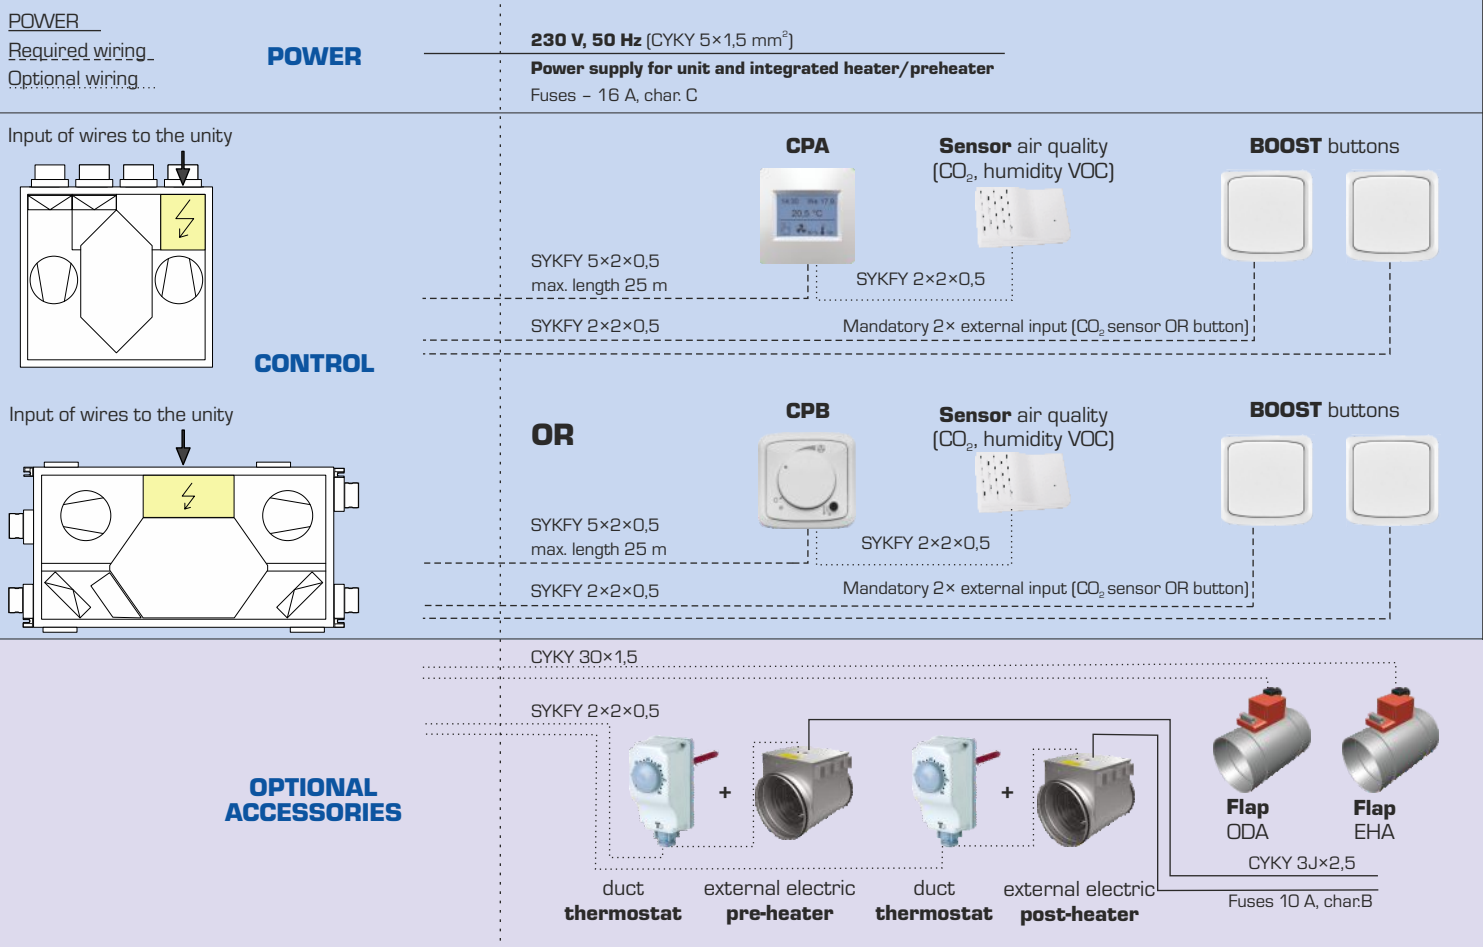 POWER
Required wiring
Optional wiring
POWER
230 V, 50 Hz (CYKY 5×1,5 mm²)
Power supply for unit and integrated heater/preheater
Fuses – 16 A, char. C
Input of wires to the unity
CPA
Sensor air quality
(CO₂, humidity VOC)
BOOST buttons
20,5 °C
SYKFY 5×2×0,5
max. length 25 m
SYKFY 2×2×0,5
SYKFY 2×2×0,5
Mandatory 2× external input (CO₂ sensor OR button)
CONTROL
Input of wires to the unity
OR
CPB
Sensor air quality
(CO₂, humidity VOC)
BOOST buttons
SYKFY 5×2×0,5
max. length 25 m
SYKFY 2×2×0,5
SYKFY 2×2×0,5
Mandatory 2× external input (CO₂ sensor OR button)
CYKY 3O×1,5
SYKFY 2×2×0,5
OPTIONAL
ACCESSORIES
+
+
Flap
ODA
Flap
EHA
CYKY 3J×2,5
Fuses 10 A, char.B
duct
thermostat
external electric
pre-heater
duct
thermostat
external electric
post-heater